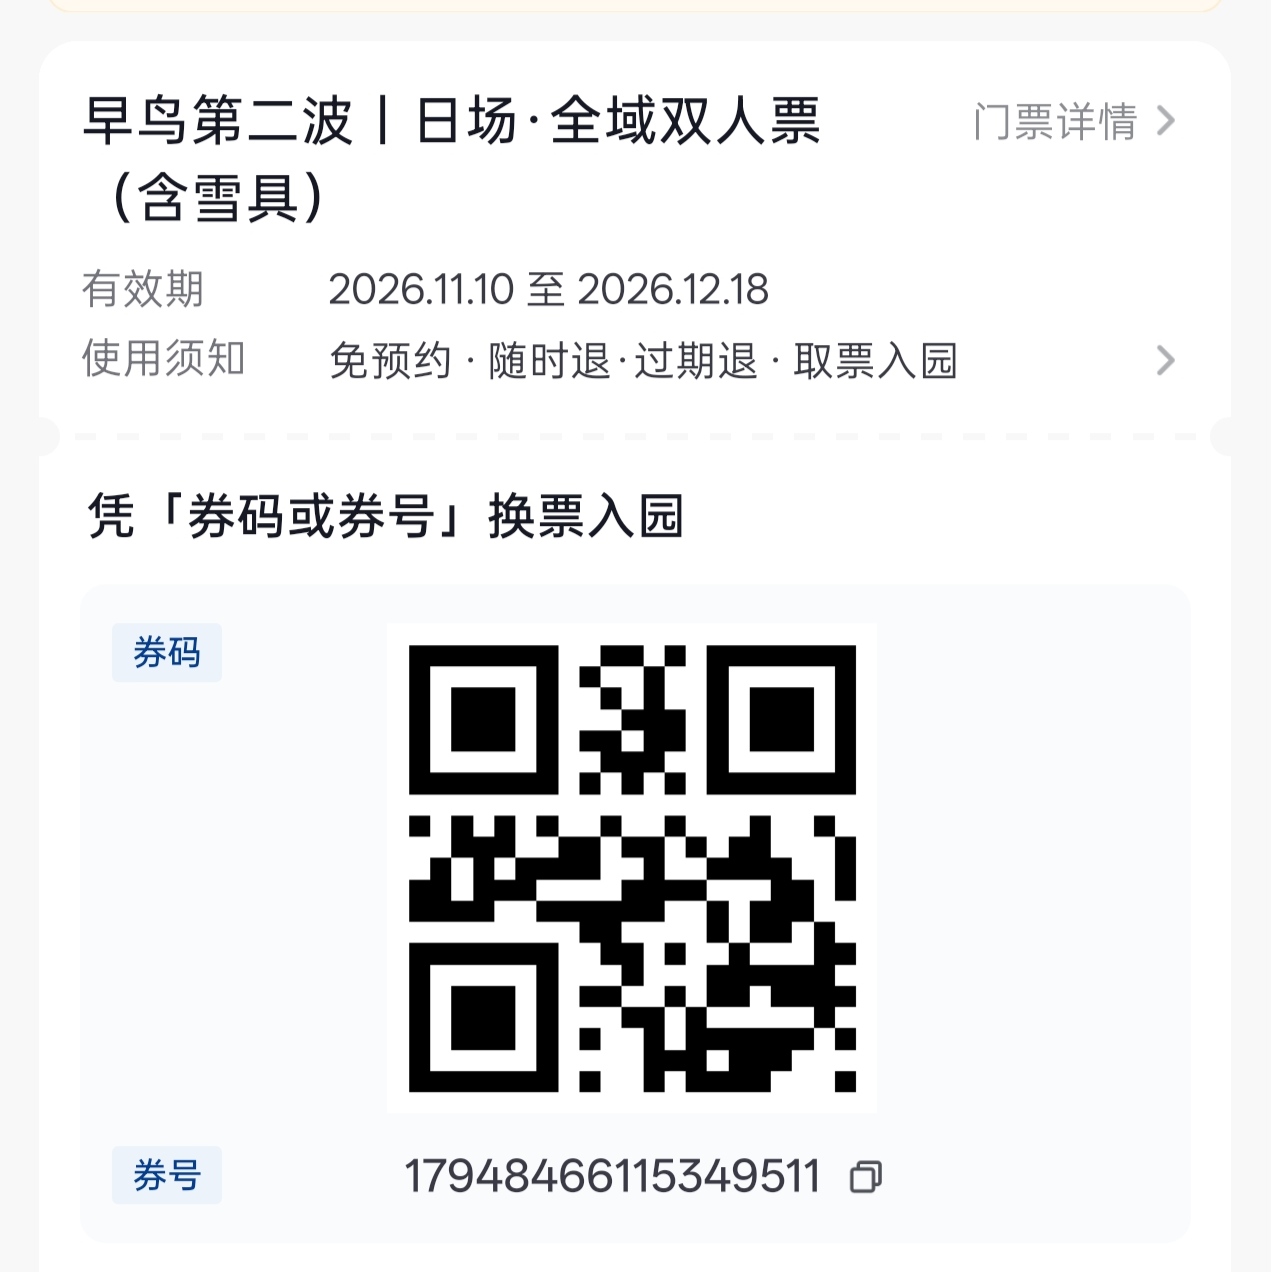 早鸟第二波丨日场·全域双人票
（含雪具）
门票详情
有效期 2026.11.10 至 2026.12.18
使用须知 免预约 · 随时退·过期退 · 取票入园
凭「券码或券号」换票入园
券码
券号 17948466115349511